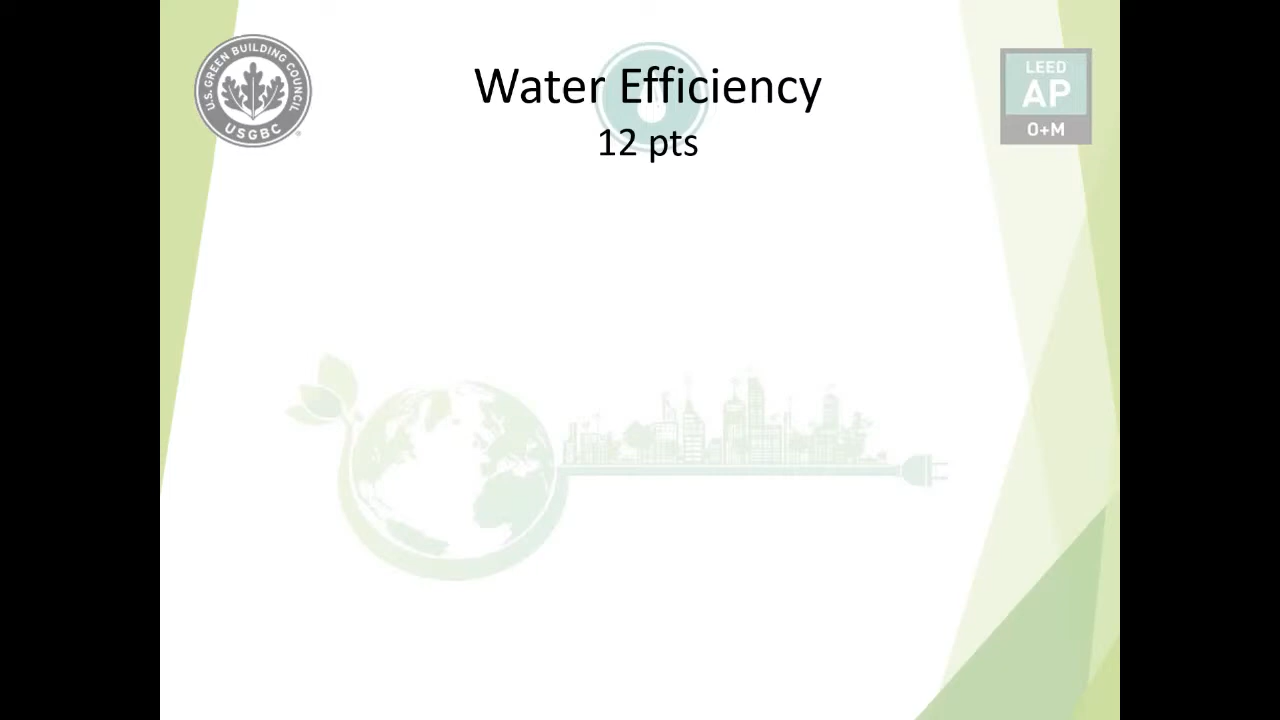 U.S. GREEN BUILDING COUNCIL
USGBC
Water Efficiency
12 pts
LEED
AP
O+M